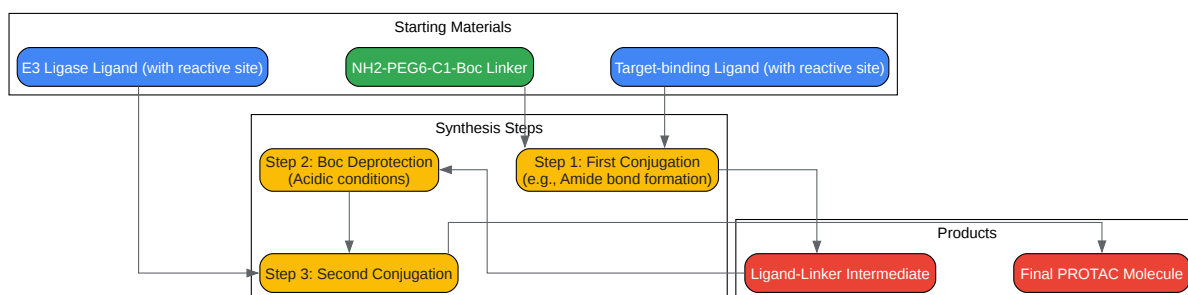 Starting Materials
E3 Ligase Ligand (with reactive site)
NH2-PEG6-C1-Boc Linker
Target-binding Ligand (with reactive site)
Synthesis Steps
Step 2: Boc Deprotection
(Acidic conditions)
Step 1: First Conjugation
(e.g., Amide bond formation)
Step 3: Second Conjugation
Products
Ligand-Linker Intermediate
Final PROTAC Molecule